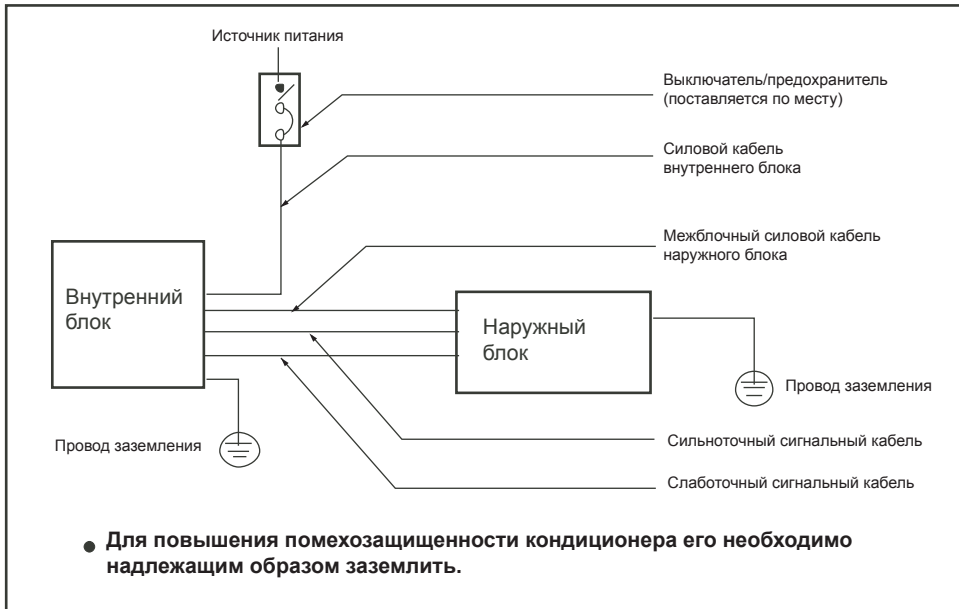 Источник питания
Выключатель/предохранитель
(поставляется по месту)
Силовой кабель
внутреннего блока
Межблочный силовой кабель
наружного блока
Внутренний
блок
Наружный
блок
Провод заземления
Провод заземления
Сильноточный сигнальный кабель
Слаботочный сигнальный кабель
● Для повышения помехозащищенности кондиционера его необходимо
надлежащим образом заземлить.